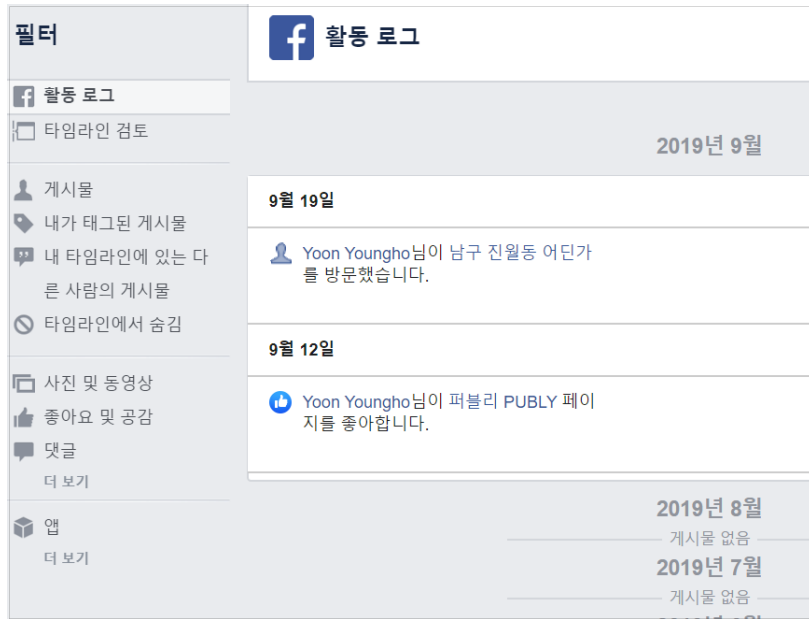 필터
활동 로그
타임라인 검토
게시물
내가 태그된 게시물
내 타임라인에 있는 다
른 사람의 게시물
타임라인에서 숨김
사진 및 동영상
좋아요 및 공감
댓글
더 보기
앱
더 보기
활동 로그
2019년 9월
9월 19일
Yoon Youngho님이 남구 진월동 어딘가
를 방문했습니다.
9월 12일
Yoon Youngho님이 퍼블리 PUBLY 페이
지를 좋아합니다.
2019년 8월
게시물 없음
2019년 7월
게시물 없음